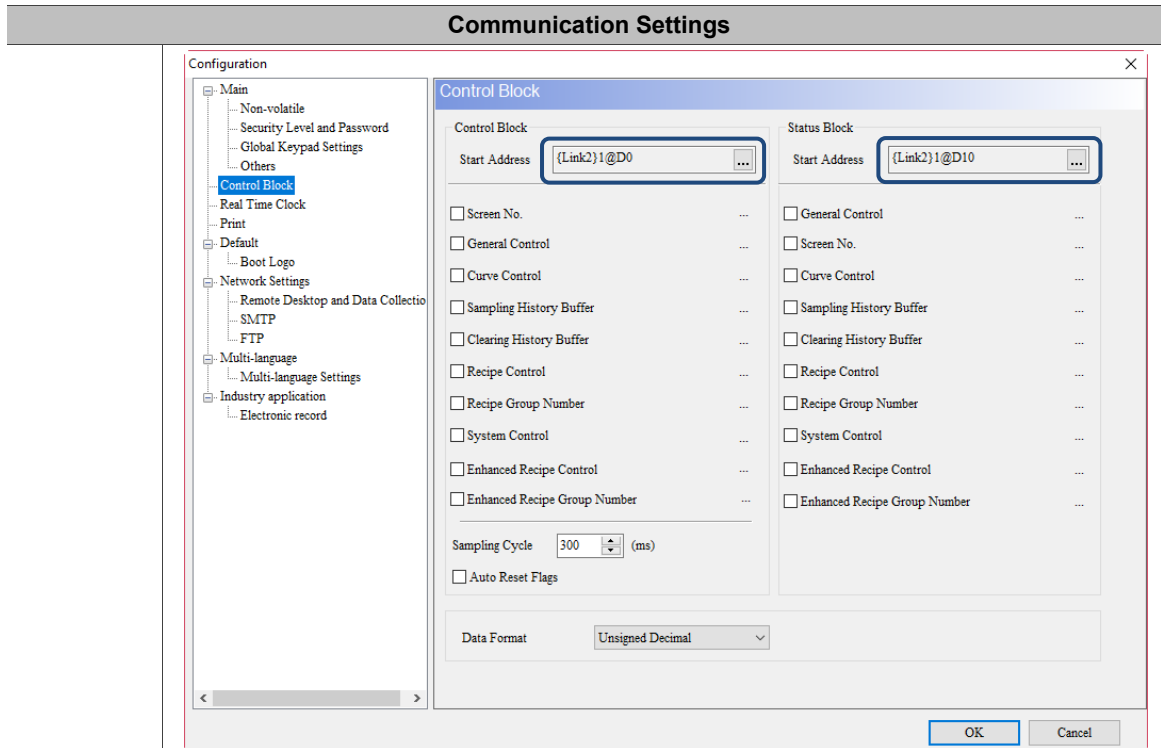 Communication Settings
Configuration
Main
Non-volatile
Security Level and Password
Global Keypad Settings
Others
Control Block
Real Time Clock
Print
Default
Boot Logo
Network Settings
Remote Desktop and Data Collectio
SMTP
FTP
Multi-language
Multi-language Settings
Industry application
Electronic record
Control Block
Control Block
Start Address {Link2}1@D0 ...
Screen No. ...
General Control ...
Curve Control ...
Sampling History Buffer ...
Clearing History Buffer ...
Recipe Control ...
Recipe Group Number ...
System Control ...
Enhanced Recipe Control ...
Enhanced Recipe Group Number ...
Sampling Cycle 300 (ms)
Auto Reset Flags
Status Block
Start Address {Link2}1@D10 ...
General Control ...
Screen No. ...
Curve Control ...
Sampling History Buffer ...
Clearing History Buffer ...
Recipe Control ...
Recipe Group Number ...
System Control ...
Enhanced Recipe Control ...
Enhanced Recipe Group Number ...
Data Format Unsigned Decimal
OK Cancel